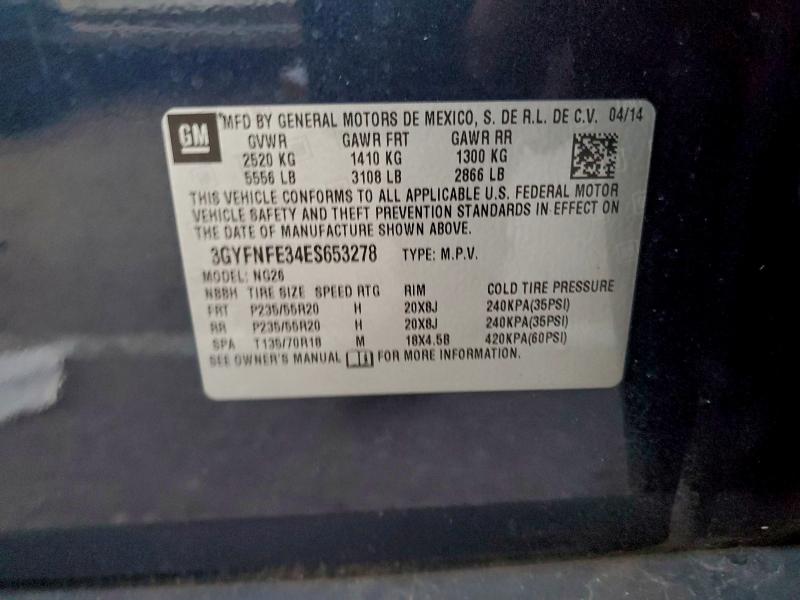 GM
MFD BY GENERAL MOTORS DE MEXICO, S. DE R.L. DE C.V. 04/14
GVWR GAWR FRT GAWR RR
2520 KG 1410 KG 1300 KG
5556 LB 3108 LB 2866 LB
THIS VEHICLE CONFORMS TO ALL APPLICABLE U.S. FEDERAL MOTOR
VEHICLE SAFETY AND THEFT PREVENTION STANDARDS IN EFFECT ON
THE DATE OF MANUFACTURE SHOWN ABOVE.
3GYFNFE34ES653278 TYPE: M.P.V.
MODEL: NG26
NBBH TIRE SIZE SPEED RTG RIM COLD TIRE PRESSURE
FRT P235/55R20 H 20X8J 240KPA(35PSI)
RR P235/55R20 H 20X8J 240KPA(35PSI)
SPA T135/70R18 M 18X4.5B 420KPA(60PSI)
SEE OWNER'S MANUAL FOR MORE INFORMATION.